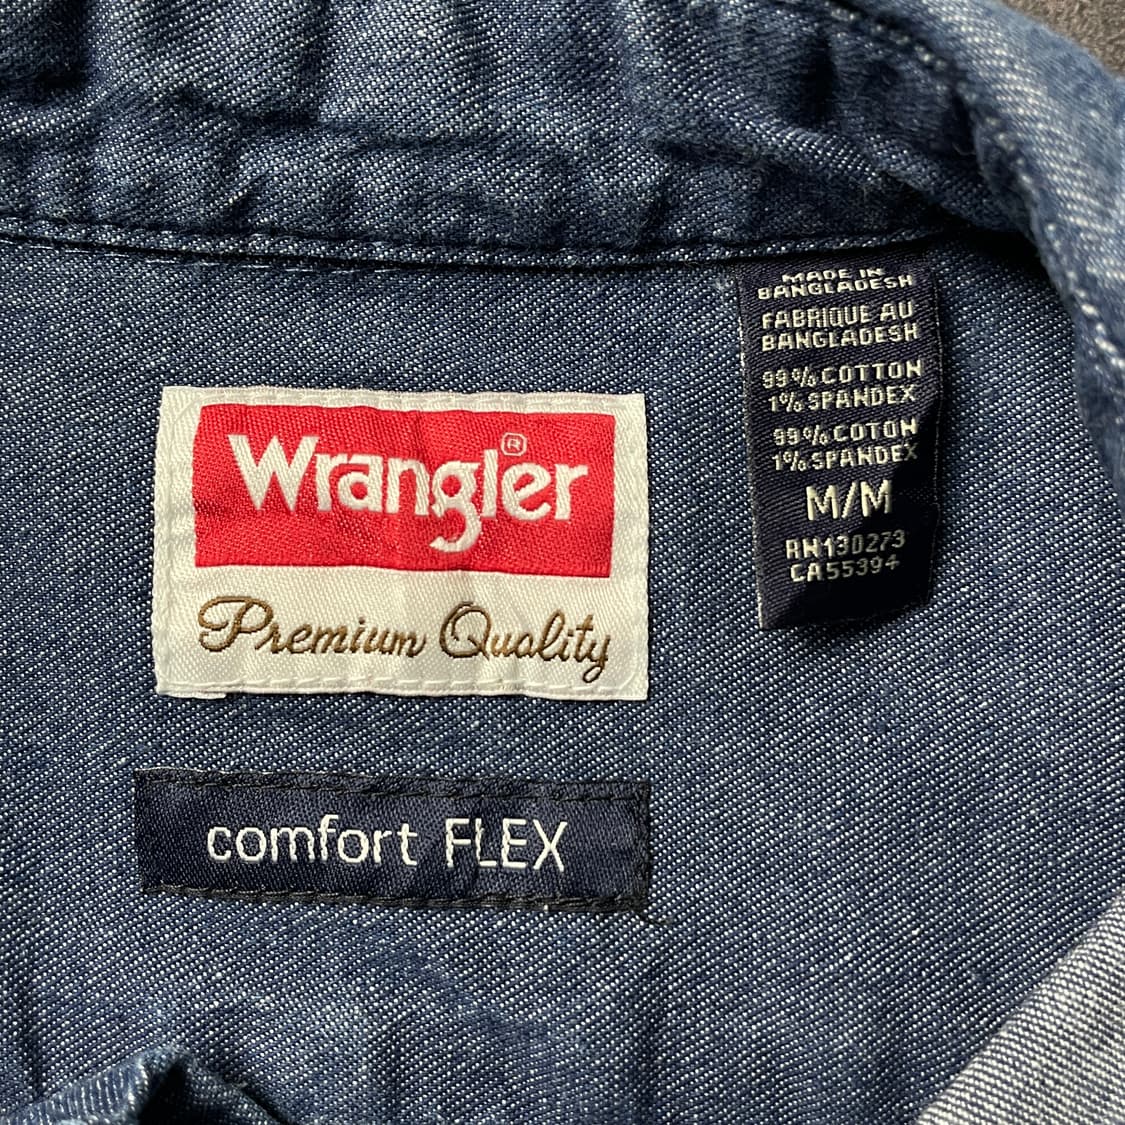 Wrangler®
Premium Quality
comfort FLEX
MADE IN
BANGLADESH
FABRIQUE AU
BANGLADESH
99% COTTON
1% SPANDEX
99% COTON
1% SPANDEX
M/M
RN130273
CA55394